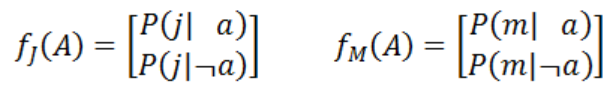 f_J(A) = [P(j| a)
P(j|¬a)] f_M(A) = [P(m| a)
P(m|¬a)]